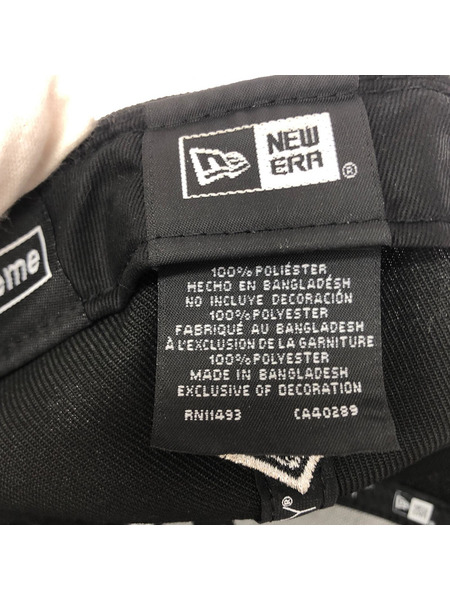 NEW
ERA
®
eme
100% POLIÉSTER
HECHO EN BANGLADÉSH
NO INCLUYE DECORACIÓN
100% POLYESTER
FABRIQUÉ AU BANGLADESH
À L'EXCLUSION DE LA GARNITURE
100% POLYESTER
MADE IN BANGLADESH
EXCLUSIVE OF DECORATION
RN11493 CA40289
®
Y